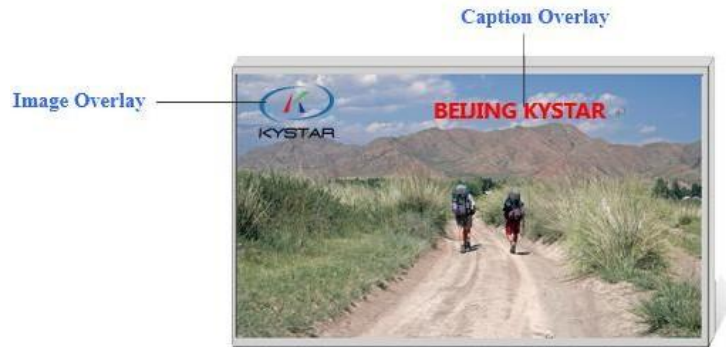 Caption Overlay
Image Overlay
BEIJING KYSTAR
KYSTAR